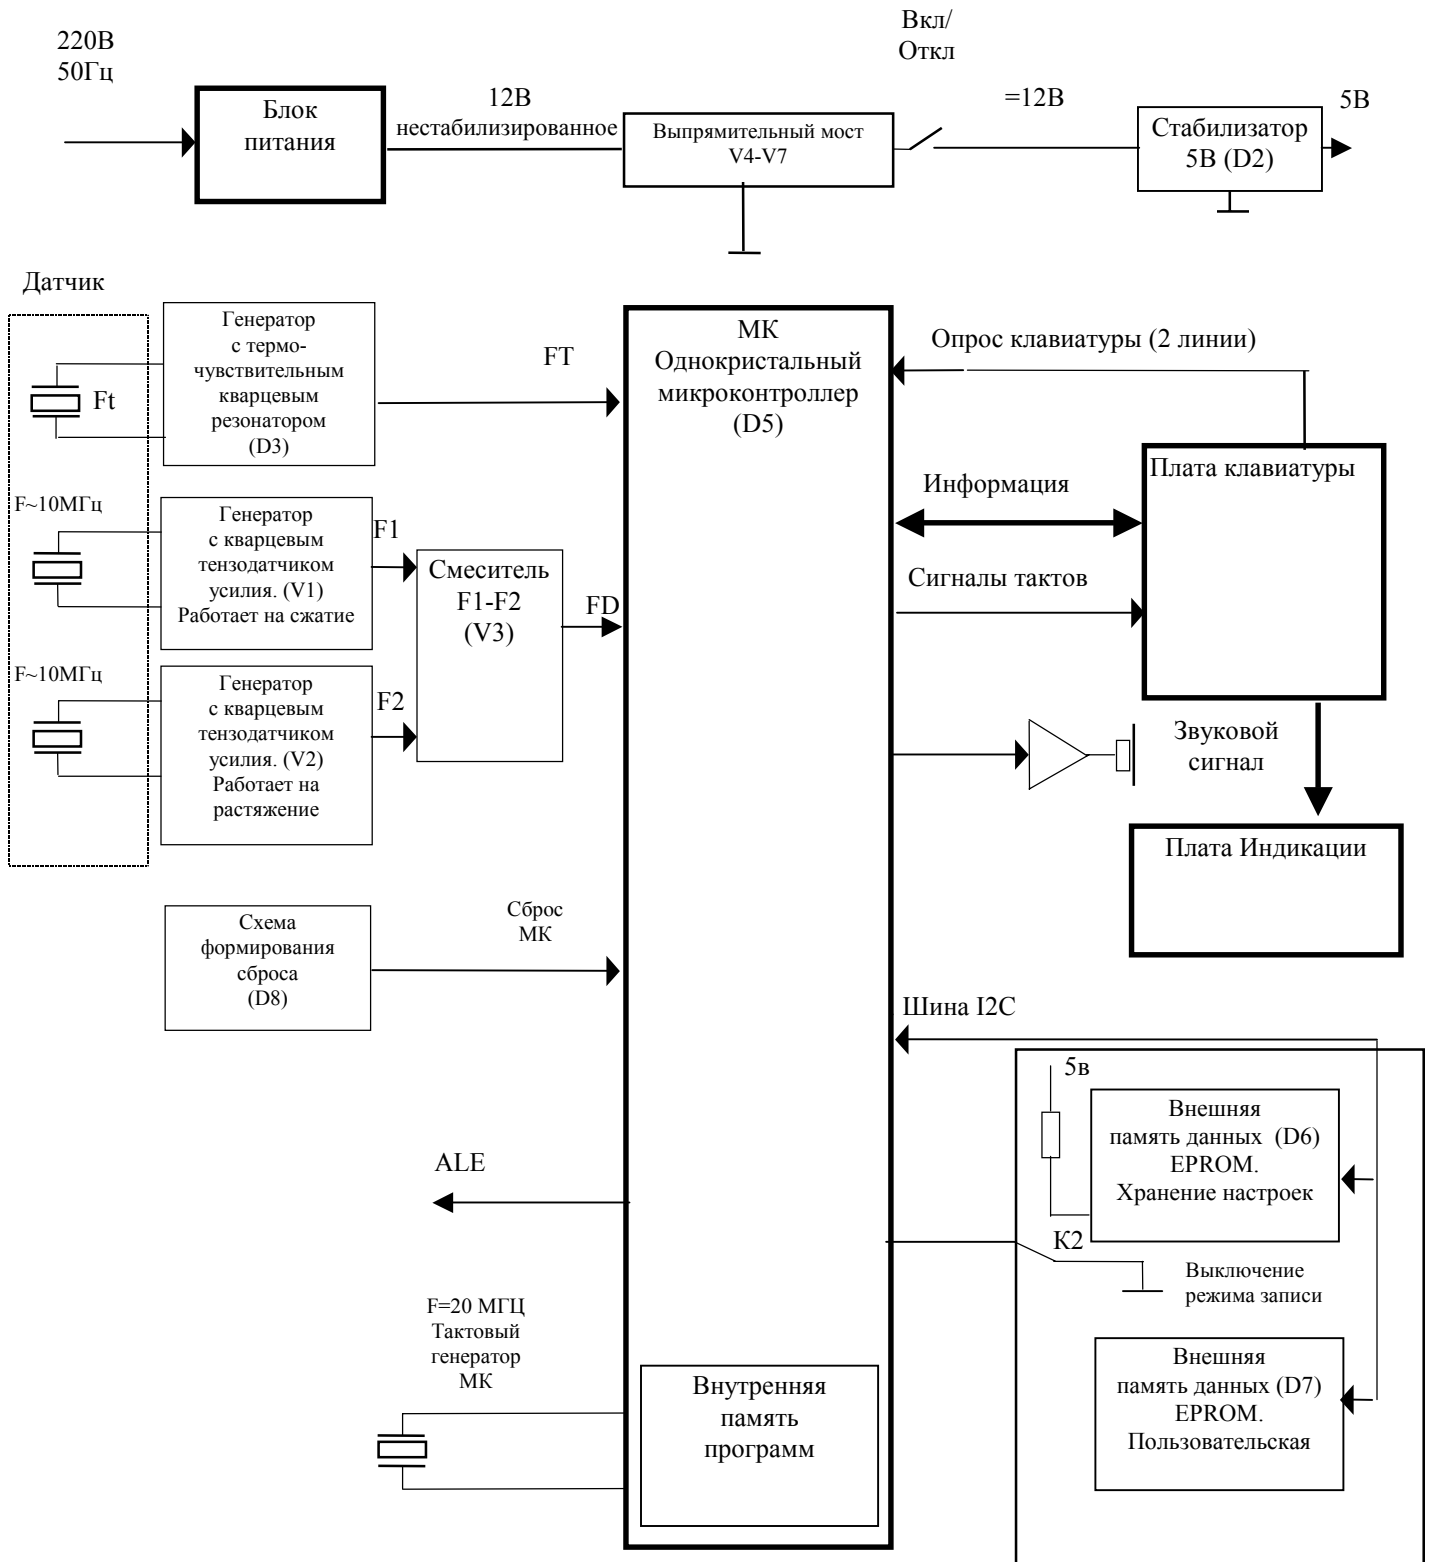 220В
50Гц
Блок
питания
12В
нестабилизированное
Выпрямительный мост
V4-V7
Вкл/
Откл
=12В
Стабилизатор
5В (D2)
5В
Датчик
Ft
F~10МГц
F~10МГц
Генератор
с термо-
чувствительным
кварцевым
резонатором
(D3)
FT
Генератор
с кварцевым
тензодатчиком
усилия. (V1)
Работает на сжатие
F1
Генератор
с кварцевым
тензодатчиком
усилия. (V2)
Работает на
растяжение
F2
Смеситель
F1-F2
(V3)
FD
МК
Однокристальный
микроконтроллер
(D5)
Опрос клавиатуры (2 линии)
Плата клавиатуры
Информация
Сигналы тактов
Звуковой
сигнал
Плата Индикации
Схема
формирования
сброса
(D8)
Сброс
МК
Шина I2C
5в
Внешняя
память данных (D6)
EPROM.
Хранение настроек
ALE
К2
Выключение
режима записи
F=20 МГЦ
Тактовый
генератор
МК
Внутренняя
память
программ
Внешняя
память данных (D7)
EPROM.
Пользовательская